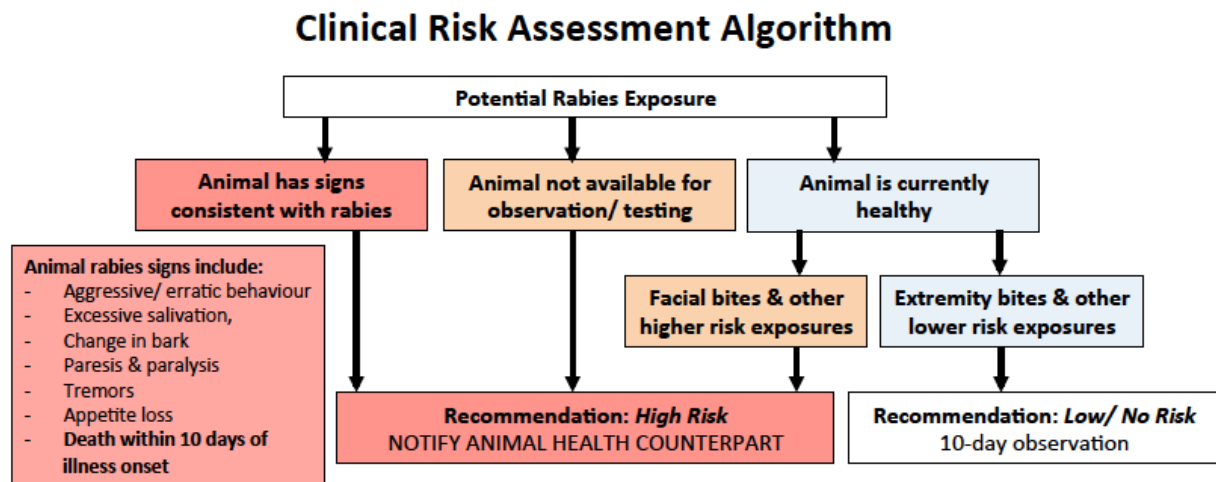 Clinical Risk Assessment Algorithm
Potential Rabies Exposure
Animal has signs
consistent with rabies
Animal not available for
observation/ testing
Animal is currently
healthy
Animal rabies signs include:
- Aggressive/ erratic behaviour
- Excessive salivation,
- Change in bark
- Paresis & paralysis
- Tremors
- Appetite loss
- Death within 10 days of
illness onset
Facial bites & other
higher risk exposures
Extremity bites & other
lower risk exposures
Recommendation: High Risk
NOTIFY ANIMAL HEALTH COUNTERPART
Recommendation: Low/ No Risk
10-day observation